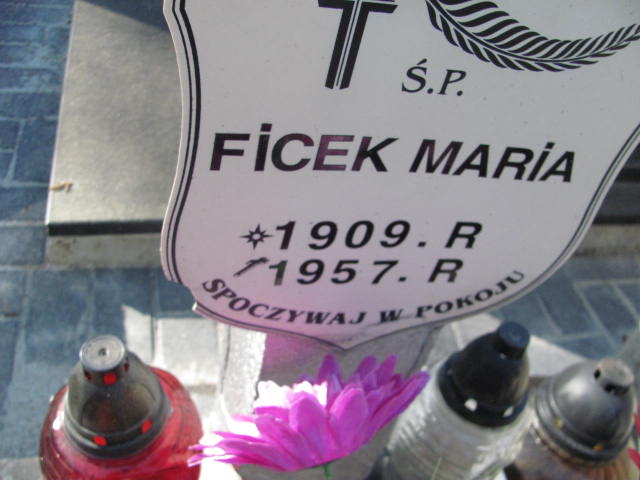 Ś.P.
FiCEK MARiA
1909. R
1957. R
SPOCZYWAJ W POKOJU